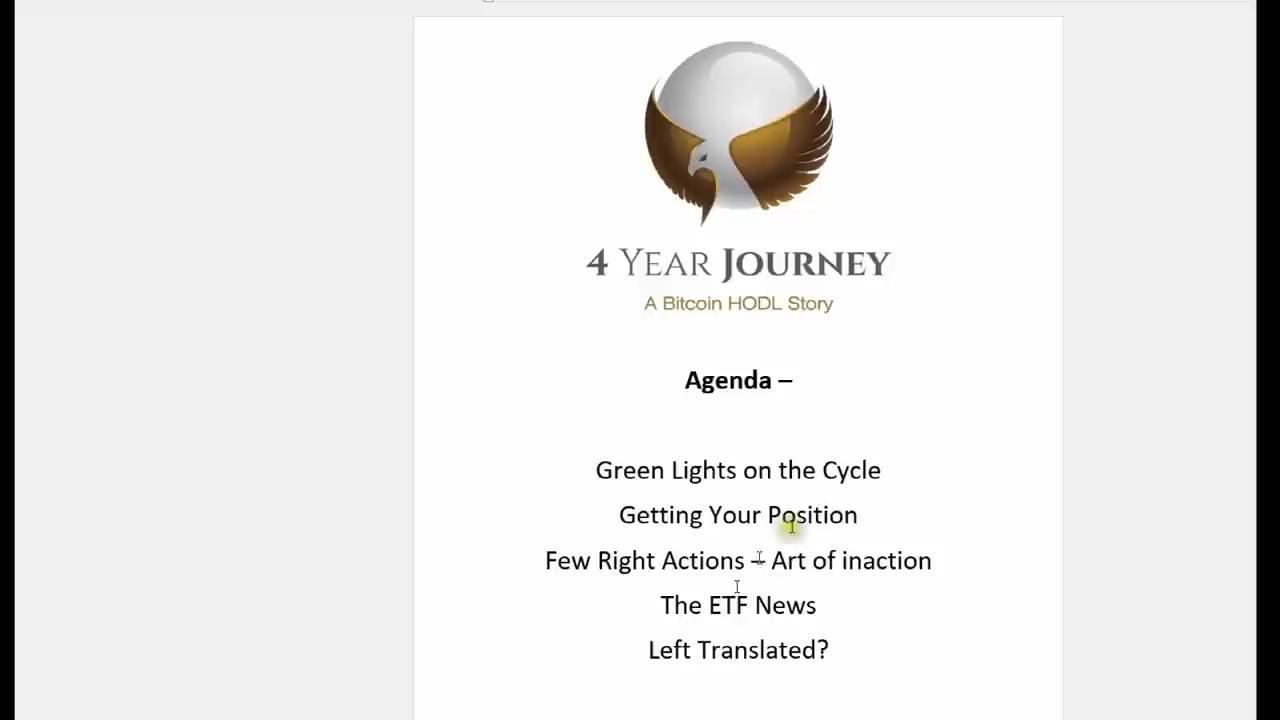 4 YEAR JOURNEY
A Bitcoin HODL Story
Agenda –
Green Lights on the Cycle
Getting Your Position
Few Right Actions – Art of inaction
The ETF News
Left Translated?